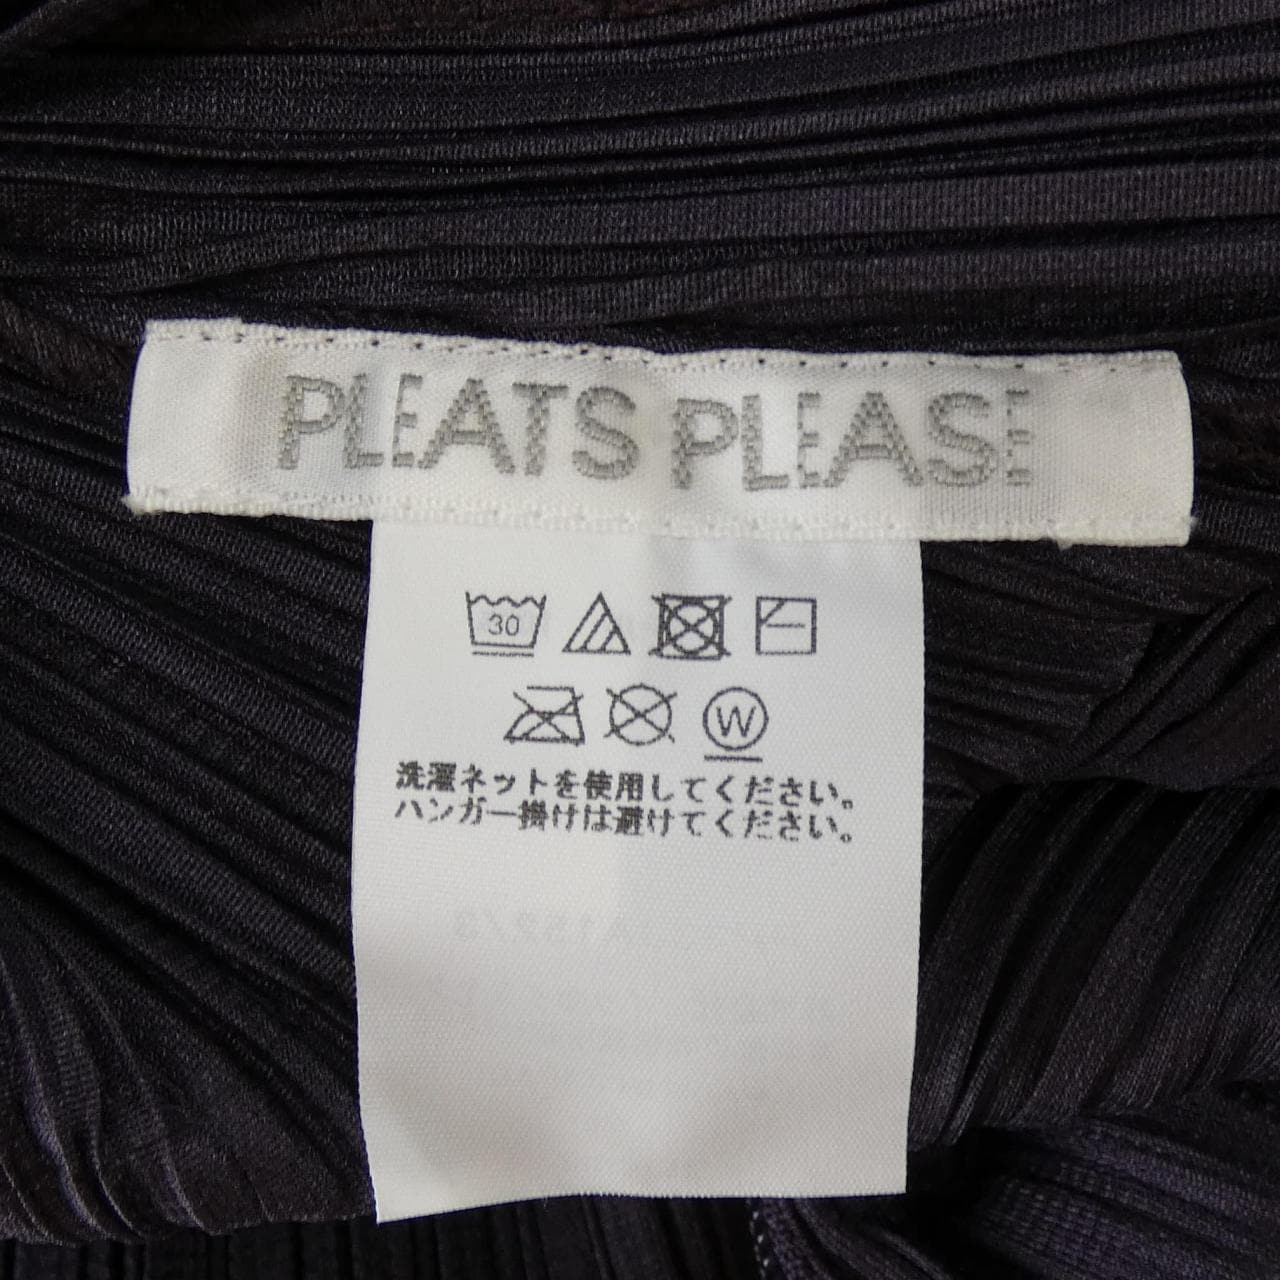 PLEATS PLEASE
30
W
洗濯ネットを使用してください。
ハンガー掛けは避けてください。